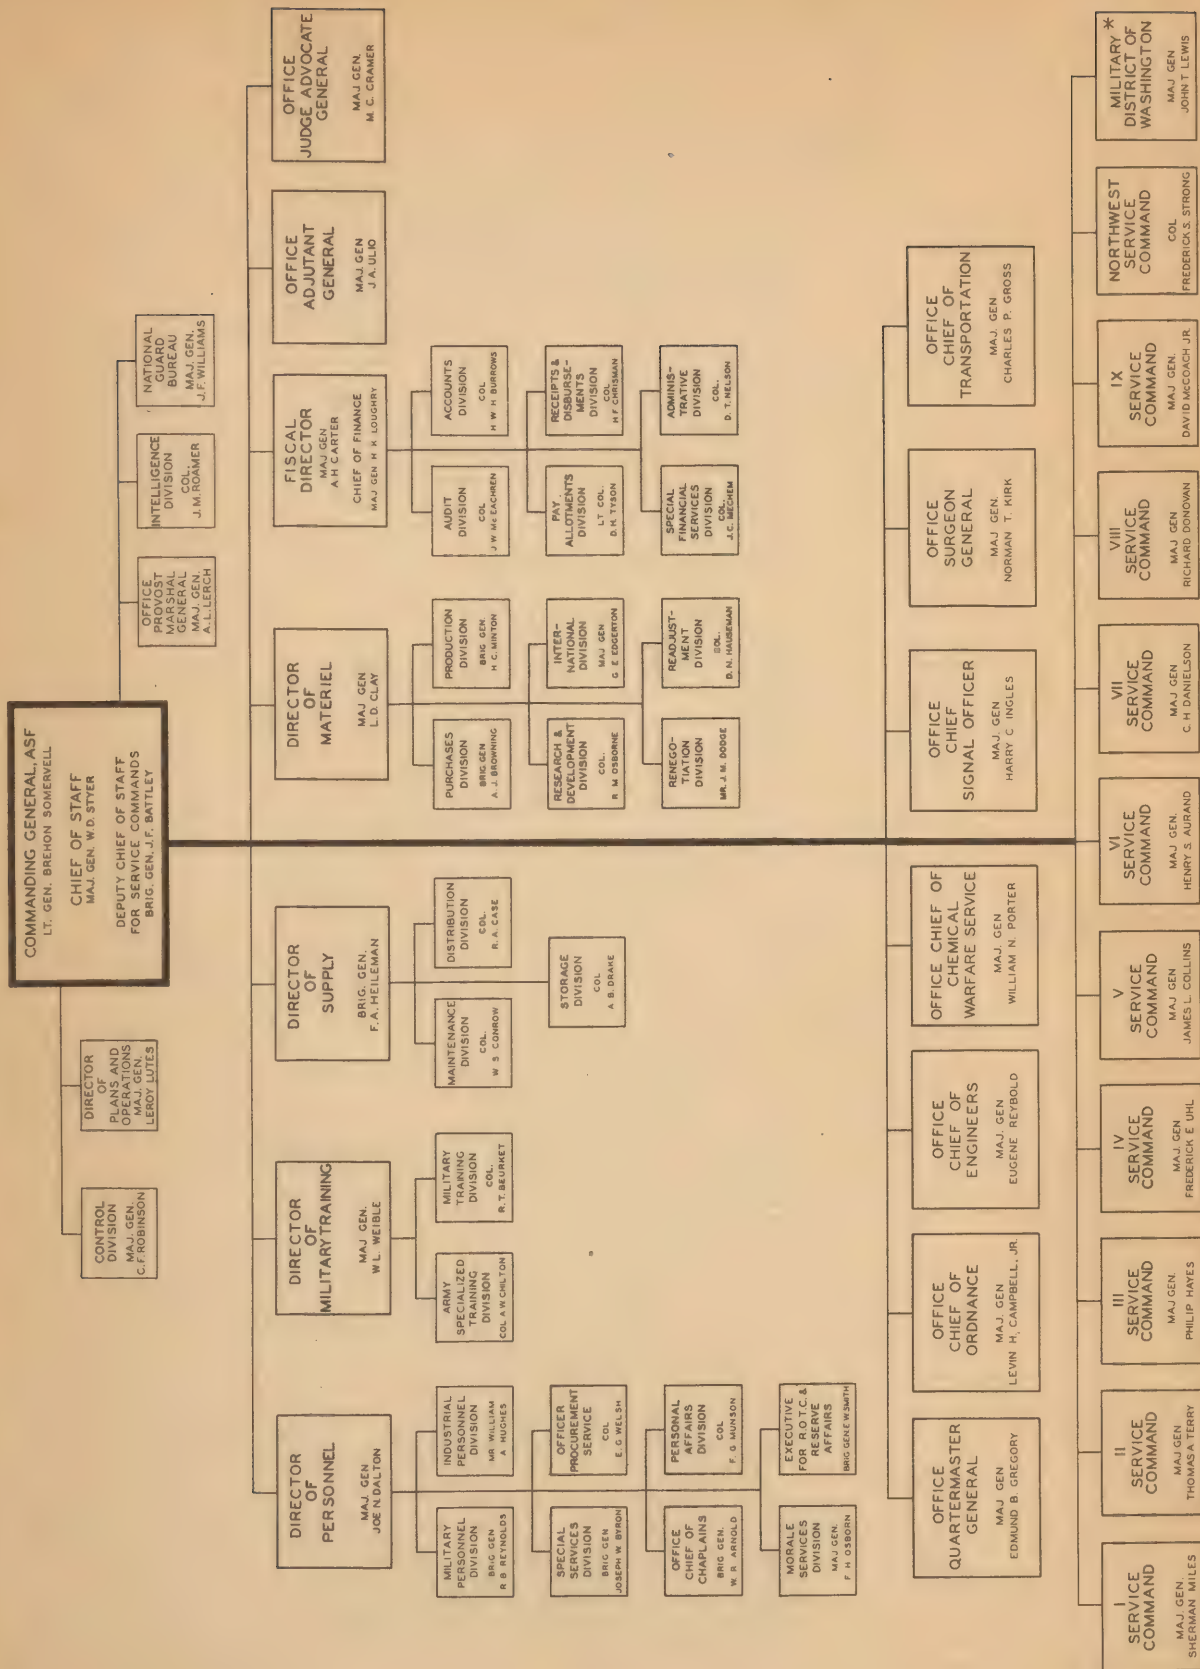 COMMANDING GENERAL, ASF
LT. GEN. BREHON SOMERVELL
CHIEF OF STAFF
MAJ. GEN. W. D. STYER
DEPUTY CHIEF OF STAFF
FOR SERVICE COMMANDS
BRIG. GEN. J. F. BATTLEY
CONTROL
DIVISION
MAJ. GEN.
C. F. ROBINSON
DIRECTOR
OF
PLANS AND
OPERATIONS
MAJ. GEN.
LEROY LUTES
OFFICE
PROVOST
MARSHAL
GENERAL
MAJ. GEN.
A. L. LERCH
INTELLIGENCE
DIVISION
COL.
J. M. ROAMER
NATIONAL
GUARD
BUREAU
MAJ. GEN.
J. F. WILLIAMS
DIRECTOR
OF
PERSONNEL
MAJ. GEN
JOE N. DALTON
MILITARY
PERSONNEL
DIVISION
BRIG GEN
R B REYNOLDS
INDUSTRIAL
PERSONNEL
DIVISION
MR WILLIAM
A HUGHES
SPECIAL
SERVICES
DIVISION
BRIG GEN
JOSEPH W BYRON
OFFICER
PROCUREMENT
SERVICE
COL
E. G WELSH
OFFICE
CHIEF OF
CHAPLAINS
BRIG GEN.
W. R ARNOLD
PERSONAL
AFFAIRS
DIVISION
COL
F. G MUNSON
MORALE
SERVICES
DIVISION
MAJ GEN.
F H OSBORN
EXECUTIVE
FOR R.O.T.C. &
RESERVE
AFFAIRS
BRIG GEN E W SMITH
DIRECTOR
OF
MILITARY TRAINING
MAJ GEN.
W. L. WEIBLE
ARMY
SPECIALIZED
TRAINING
DIVISION
COL A W CHILTON
MILITARY
TRAINING
DIVISION
COL.
R. T. BEURKET
DIRECTOR
OF
SUPPLY
BRIG. GEN.
F. A. HEILEMAN
MAINTENANCE
DIVISION
COL.
W S CONROW
DISTRIBUTION
DIVISION
COL.
R. A. CASE
STORAGE
DIVISION
COL
A B. DRAKE
DIRECTOR
OF
MATERIEL
MAJ GEN
L. D. CLAY
PURCHASES
DIVISION
BRIG. GEN
A. J. BROWNING
PRODUCTION
DIVISION
BRIG. GEN.
H C. MINTON
RESEARCH &
DEVELOPMENT
DIVISION
COL.
R M OSBORNE
INTER-
NATIONAL
DIVISION
MAJ GEN
G E EDGERTON
RENEGO-
TIATION
DIVISION
MR. J. M. DODGE
READJUST-
MENT
DIVISION
COL.
D. N. HAUSEMAN
FISCAL
DIRECTOR
MAJ GEN
A H CARTER
CHIEF OF FINANCE
MAJ GEN H K LOUGHRY
AUDIT
DIVISION
COL
J W McEACHREN
ACCOUNTS
DIVISION
COL
H W H BURROWS
PAY
ALLOTMENTS
DIVISION
LT COL.
D. H. TYSON
RECEIPTS &
DISBURSE-
MENTS
DIVISION
COL
H F CHRISMAN
SPECIAL
FINANCIAL
SERVICES
DIVISION
COL.
J. C. MECHEM
ADMINIS-
TRATIVE
DIVISION
COL.
D. T. NELSON
OFFICE
ADJUTANT
GENERAL
MAJ. GEN
J A. ULIO
OFFICE
JUDGE ADVOCATE
GENERAL
MAJ GEN.
M. C. CRAMER
OFFICE
QUARTERMASTER
GENERAL
MAJ GEN
EDMUND B. GREGORY
OFFICE
CHIEF OF
ORDNANCE
MAJ. GEN
LEVIN H. CAMPBELL, JR.
OFFICE
CHIEF OF
ENGINEERS
MAJ. GEN
EUGENE REYBOLD
OFFICE CHIEF OF
CHEMICAL
WARFARE SERVICE
MAJ. GEN
WILLIAM N. PORTER
OFFICE
CHIEF
SIGNAL OFFICER
MAJ. GEN
HARRY C INGLES
OFFICE
SURGEON
GENERAL
MAJ GEN.
NORMAN T. KIRK
OFFICE
CHIEF OF
TRANSPORTATION
MAJ. GEN
CHARLES P. GROSS
I
SERVICE
COMMAND
MAJ. GEN.
SHERMAN MILES
II
SERVICE
COMMAND
MAJ GEN
THOMAS A TERRY
III
SERVICE
COMMAND
MAJ GEN.
PHILIP HAYES
IV
SERVICE
COMMAND
MAJ. GEN
FREDERICK E UHL
V
SERVICE
COMMAND
MAJ GEN
JAMES L. COLLINS
VI
SERVICE
COMMAND
MAJ GEN.
HENRY S. AURAND
VII
SERVICE
COMMAND
MAJ GEN
C. H DANIELSON
VIII
SERVICE
COMMAND
MAJ GEN
RICHARD DONOVAN
IX
SERVICE
COMMAND
MAJ GEN.
DAVID McCOACH JR.
NORTHWEST
SERVICE
COMMAND
COL
FREDERICK S. STRONG
MILITARY *
DISTRICT OF
WASHINGTON
MAJ GEN
JOHN T LEWIS